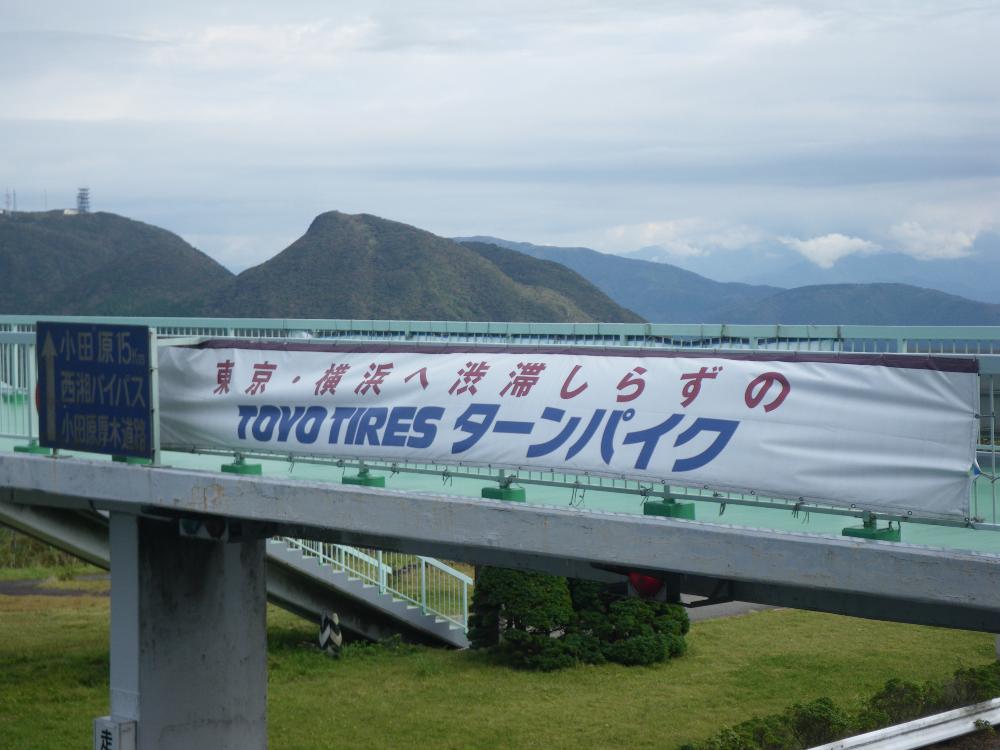 小田原15Km
西湘バイパス
小田原厚木道路
東京・横浜へ渋滞しらずの
TOYO TIRES ターンパイク
走